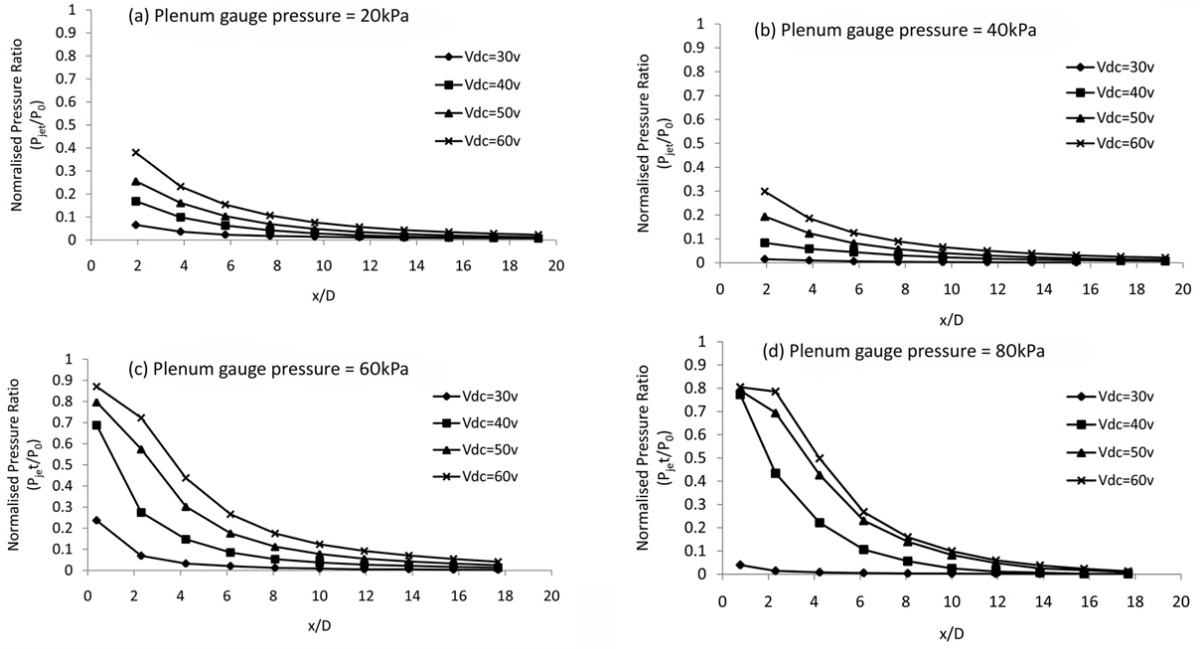 (a) Plenum gauge pressure = 20kPa
Nomralised Pressure Ratio
(Pjet/P0)
1
0.9
0.8
0.7
0.6
0.5
0.4
0.3
0.2
0.1
0
0 2 4 6 8 10 12 14 16 18 20
x/D
Vdc=30v
Vdc=40v
Vdc=50v
Vdc=60v
(b) Plenum gauge pressure = 40kPa
Normalised Pressure Ratio
(Pjet/P0)
1
0.9
0.8
0.7
0.6
0.5
0.4
0.3
0.2
0.1
0
0 2 4 6 8 10 12 14 16 18 20
x/D
Vdc=30v
Vdc=40v
Vdc=50v
Vdc=60v
(c) Plenum gauge pressure = 60kPa
Normalised Pressure Ratio
(Pjet/P0)
1
0.9
0.8
0.7
0.6
0.5
0.4
0.3
0.2
0.1
0
0 2 4 6 8 10 12 14 16 18 20
x/D
Vdc=30v
Vdc=40v
Vdc=50v
Vdc=60v
(d) Plenum gauge pressure = 80kPa
Normalised Pressure Ratio
(Pjet/P0)
1
0.9
0.8
0.7
0.6
0.5
0.4
0.3
0.2
0.1
0
0 2 4 6 8 10 12 14 16 18 20
x/D
Vdc=30v
Vdc=40v
Vdc=50v
Vdc=60v